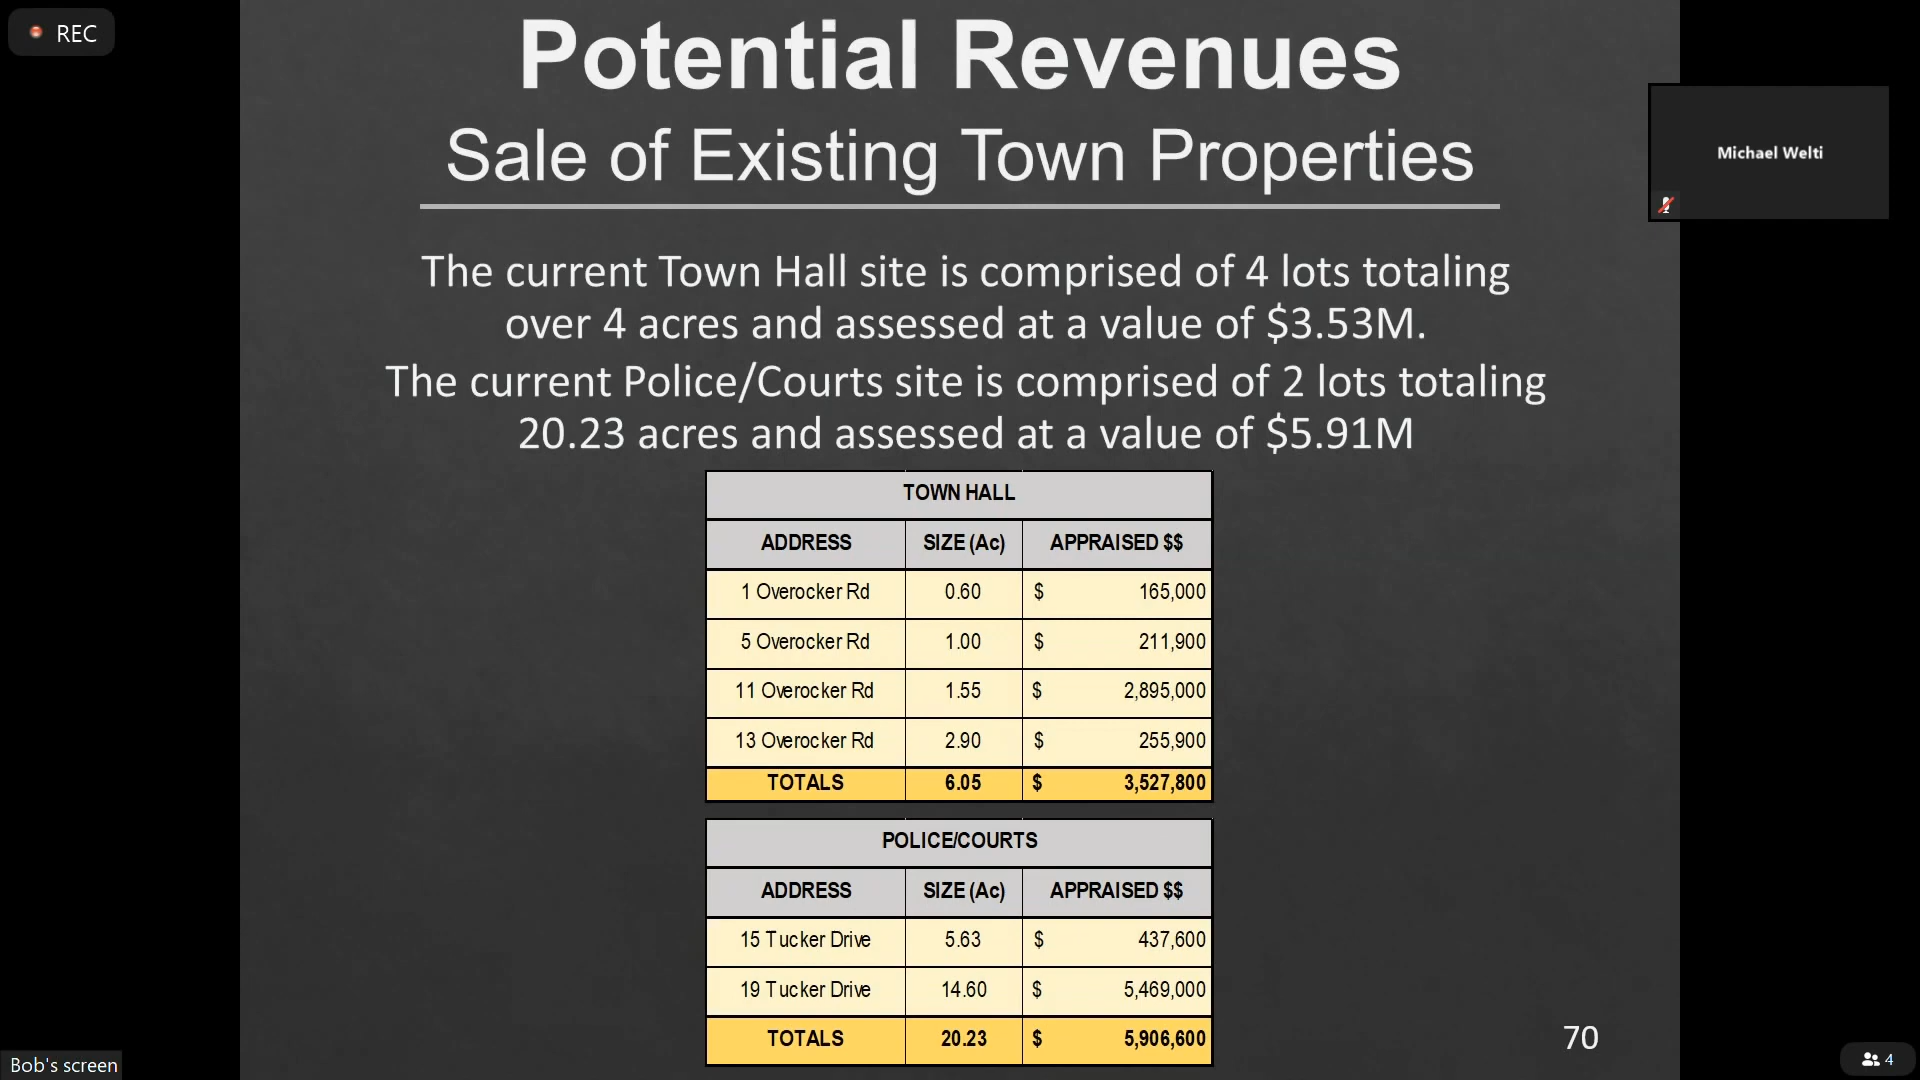 REC
Potential Revenues
Sale of Existing Town Properties
Michael Welti
The current Town Hall site is comprised of 4 lots totaling
over 4 acres and assessed at a value of $3.53M.
The current Police/Courts site is comprised of 2 lots totaling
20.23 acres and assessed at a value of $5.91M
TOWN HALL
ADDRESS SIZE (Ac) APPRAISED $$
1 Overocker Rd 0.60 $ 165,000
5 Overocker Rd 1.00 $ 211,900
11 Overocker Rd 1.55 $ 2,895,000
13 Overocker Rd 2.90 $ 255,900
TOTALS 6.05 $ 3,527,800
POLICE/COURTS
ADDRESS SIZE (Ac) APPRAISED $$
15 Tucker Drive 5.63 $ 437,600
19 Tucker Drive 14.60 $ 5,469,000
TOTALS 20.23 $ 5,906,600
70
Bob's screen
4